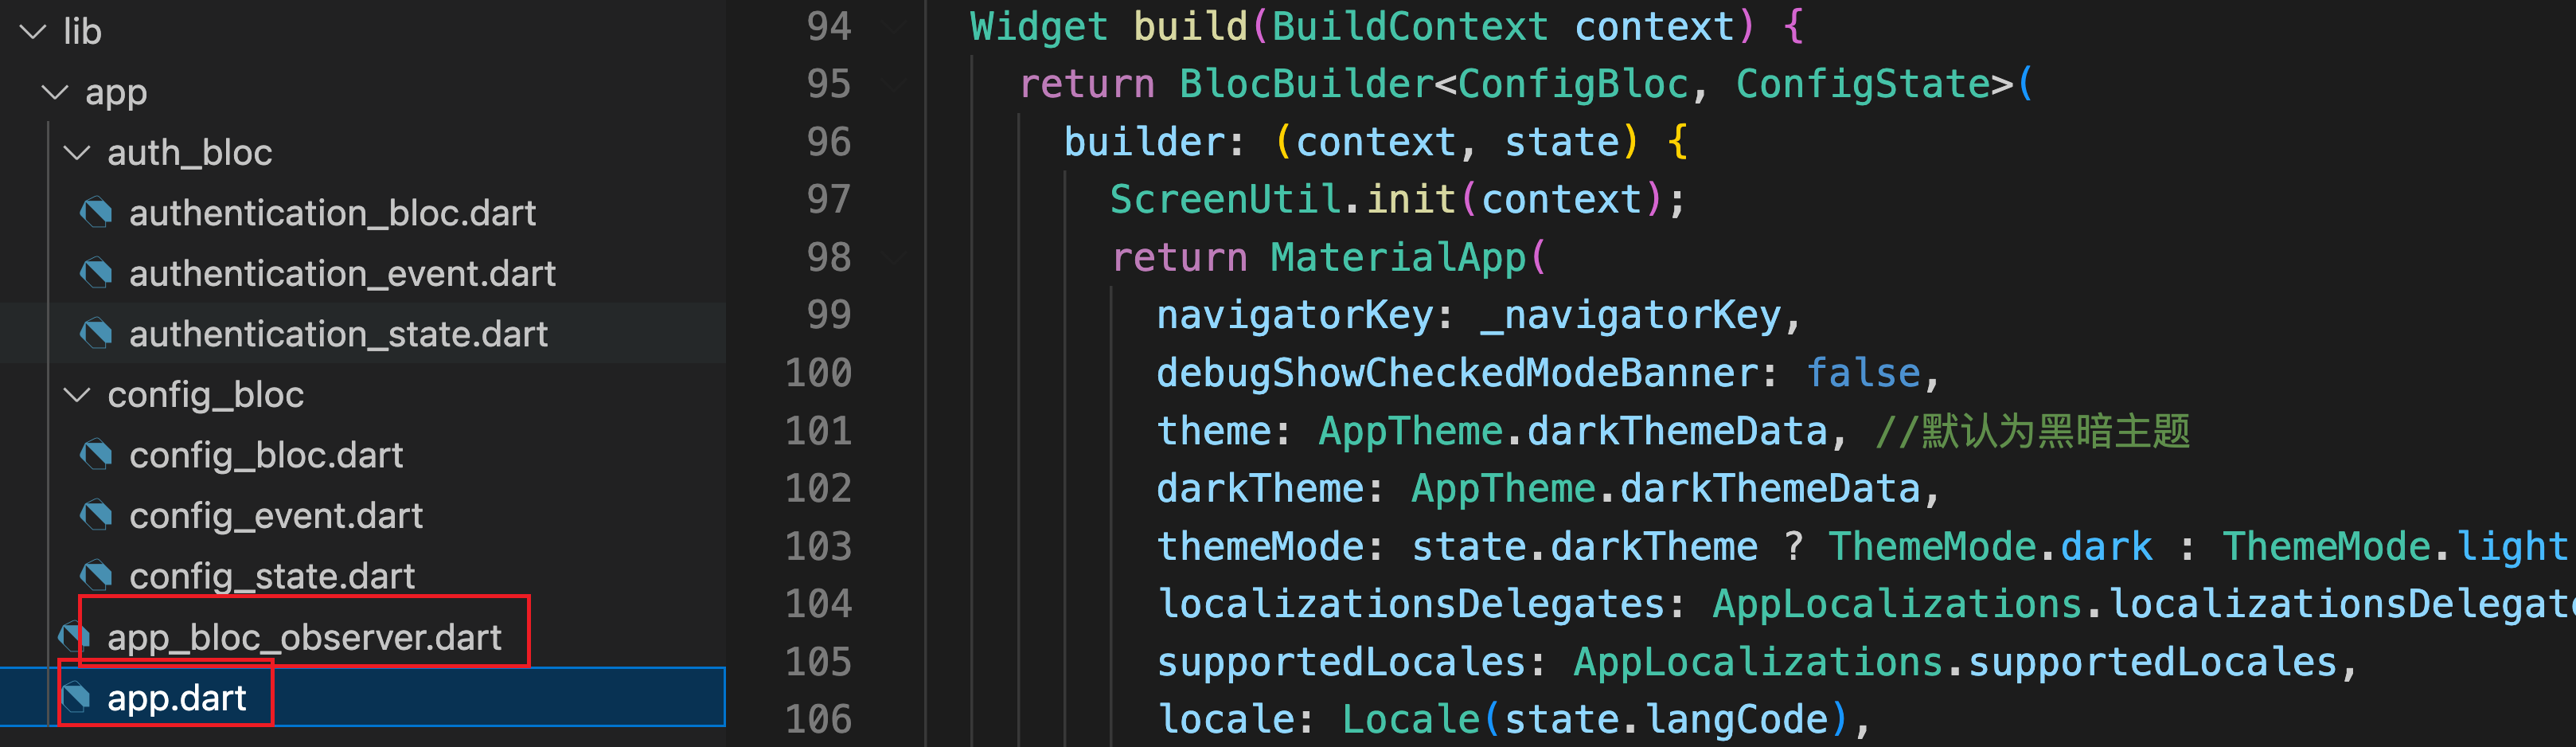 lib
app
auth_bloc
authentication_bloc.dart
authentication_event.dart
authentication_state.dart
config_bloc
config_bloc.dart
config_event.dart
config_state.dart
app_bloc_observer.dart
app.dart
94 Widget build(BuildContext context) {
95 return BlocBuilder<ConfigBloc, ConfigState>(
96 builder: (context, state) {
97 ScreenUtil.init(context);
98 return MaterialApp(
99 navigatorKey: _navigatorKey,
100 debugShowCheckedModeBanner: false,
101 theme: AppTheme.darkThemeData, //默认为黑暗主题
102 darkTheme: AppTheme.darkThemeData,
103 themeMode: state.darkTheme ? ThemeMode.dark : ThemeMode.light
104 localizationsDelegates: AppLocalizations.localizationsDelegat
105 supportedLocales: AppLocalizations.supportedLocales,
106 locale: Locale(state.langCode),